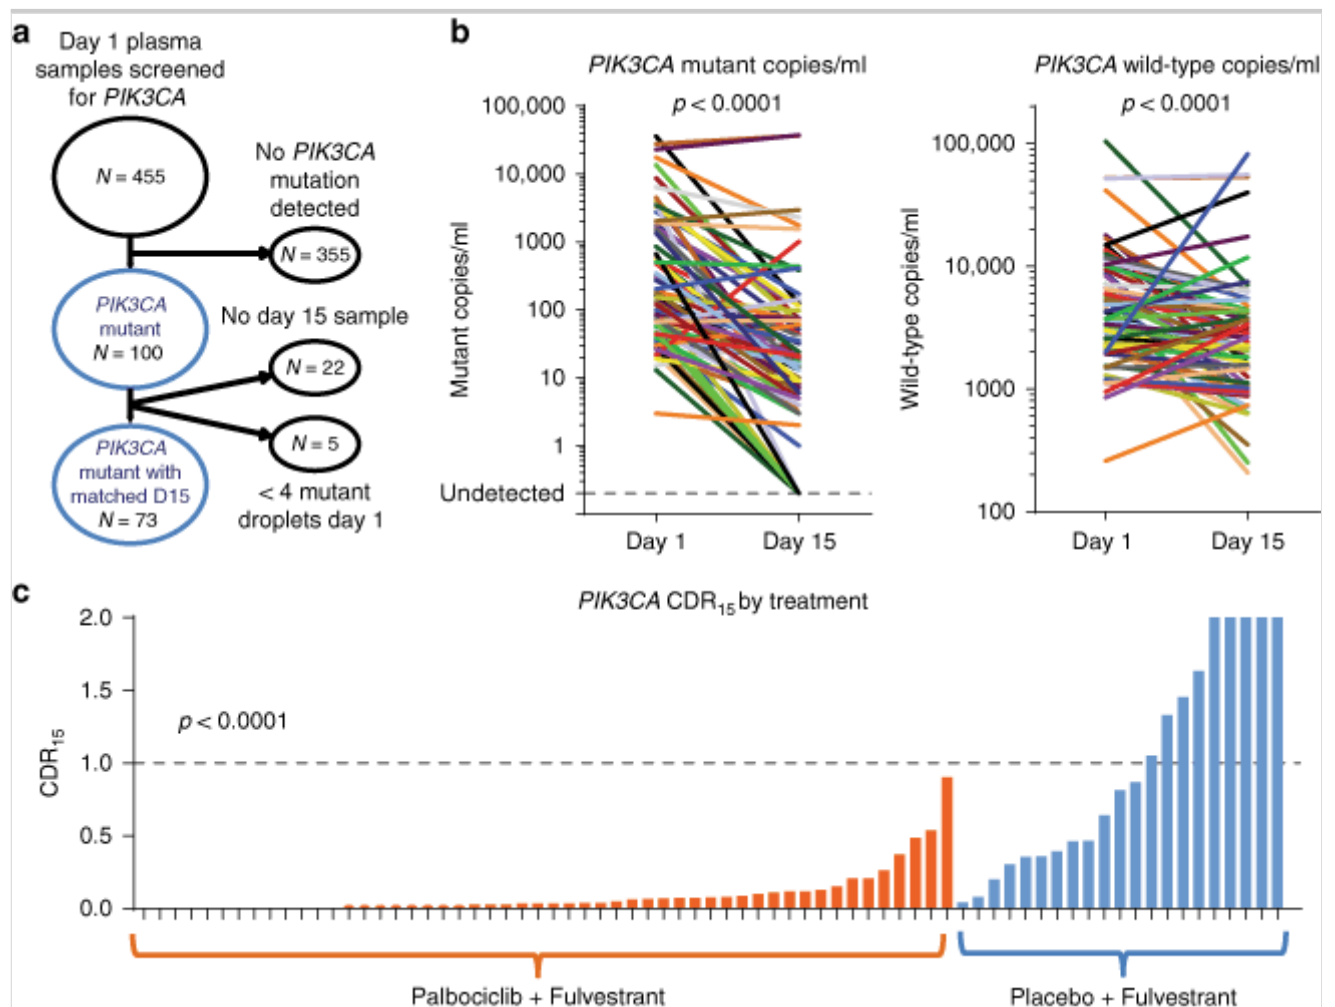 a
Day 1 plasma
samples screened
for PIK3CA
N = 455
No PIK3CA
mutation
detected
N = 355
PIK3CA
mutant
N = 100
No day 15 sample
N = 22
N = 5
PIK3CA
mutant with
matched D15
N = 73
< 4 mutant
droplets day 1
b
PIK3CA mutant copies/ml
p < 0.0001
Mutant copies/ml
100,000
10,000
1000
100
10
1
Undetected
Day 1 Day 15
PIK3CA wild-type copies/ml
p < 0.0001
Wild-type copies/ml
100,000
10,000
1000
100
Day 1 Day 15
c
PIK3CA CDR15 by treatment
p < 0.0001
CDR15
2.0
1.5
1.0
0.5
0.0
Palbociclib + Fulvestrant
Placebo + Fulvestrant